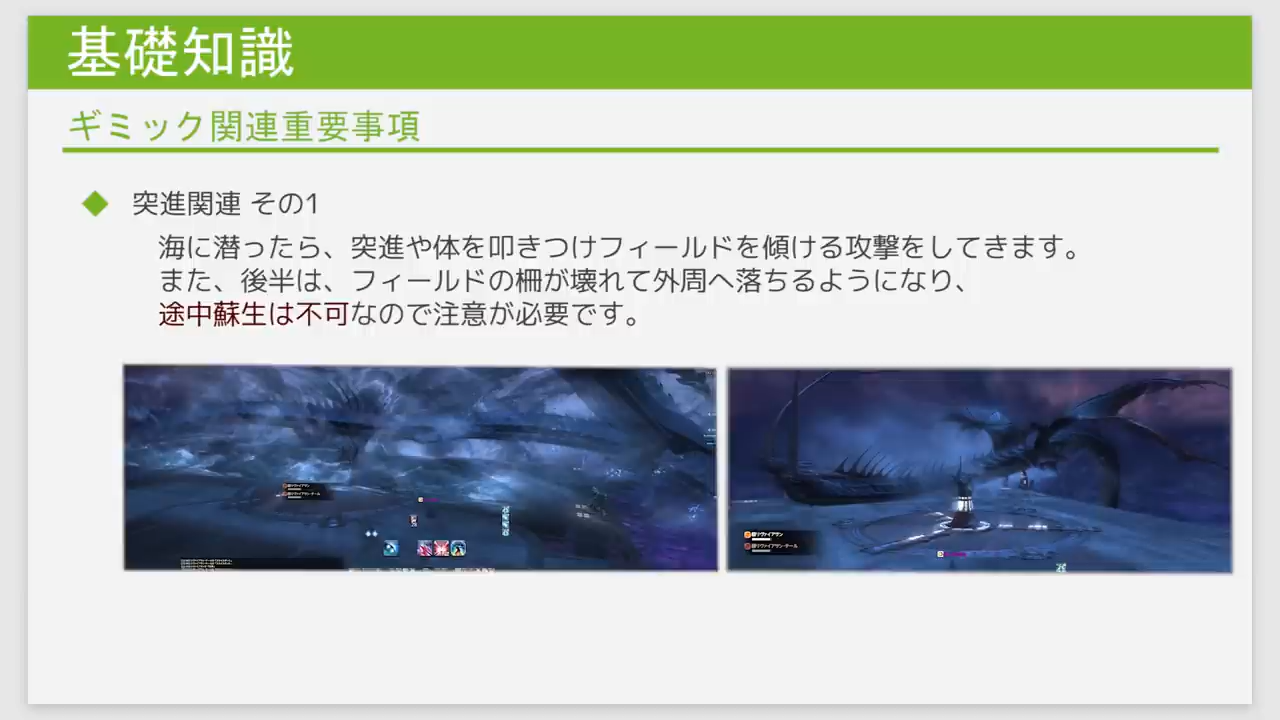 基礎知識
ギミック関連重要事項
突進関連 その1
海に潜ったら、突進や体を叩きつけフィールドを傾ける攻撃をしてきます。
また、後半は、フィールドの柵が壊れて外周へ落ちるようになり、
途中蘇生は不可なので注意が必要です。